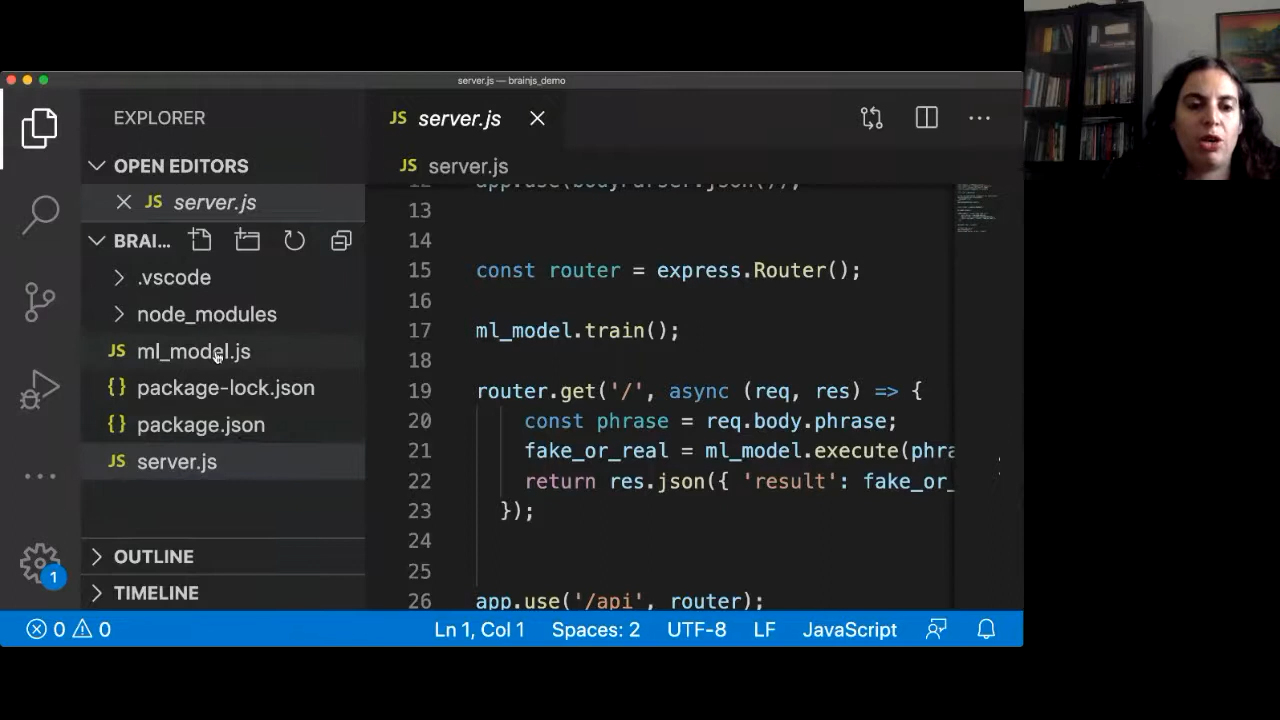 server.js — brainjs_demo
EXPLORER
OPEN EDITORS
JS server.js
BRAI...
.vscode
node_modules
JS ml_model.js
{} package-lock.json
{} package.json
JS server.js
OUTLINE
TIMELINE
JS server.js
JS server.js
12 app.use(bodyParser.json());
13
14
15 const router = express.Router();
16
17 ml_model.train();
18
19 router.get('/', async (req, res) => {
20 const phrase = req.body.phrase;
21 fake_or_real = ml_model.execute(phra
22 return res.json({ 'result': fake_or_
23 });
24
25
26 app.use('/api', router);
1
0 0
Ln 1, Col 1 Spaces: 2 UTF-8 LF JavaScript